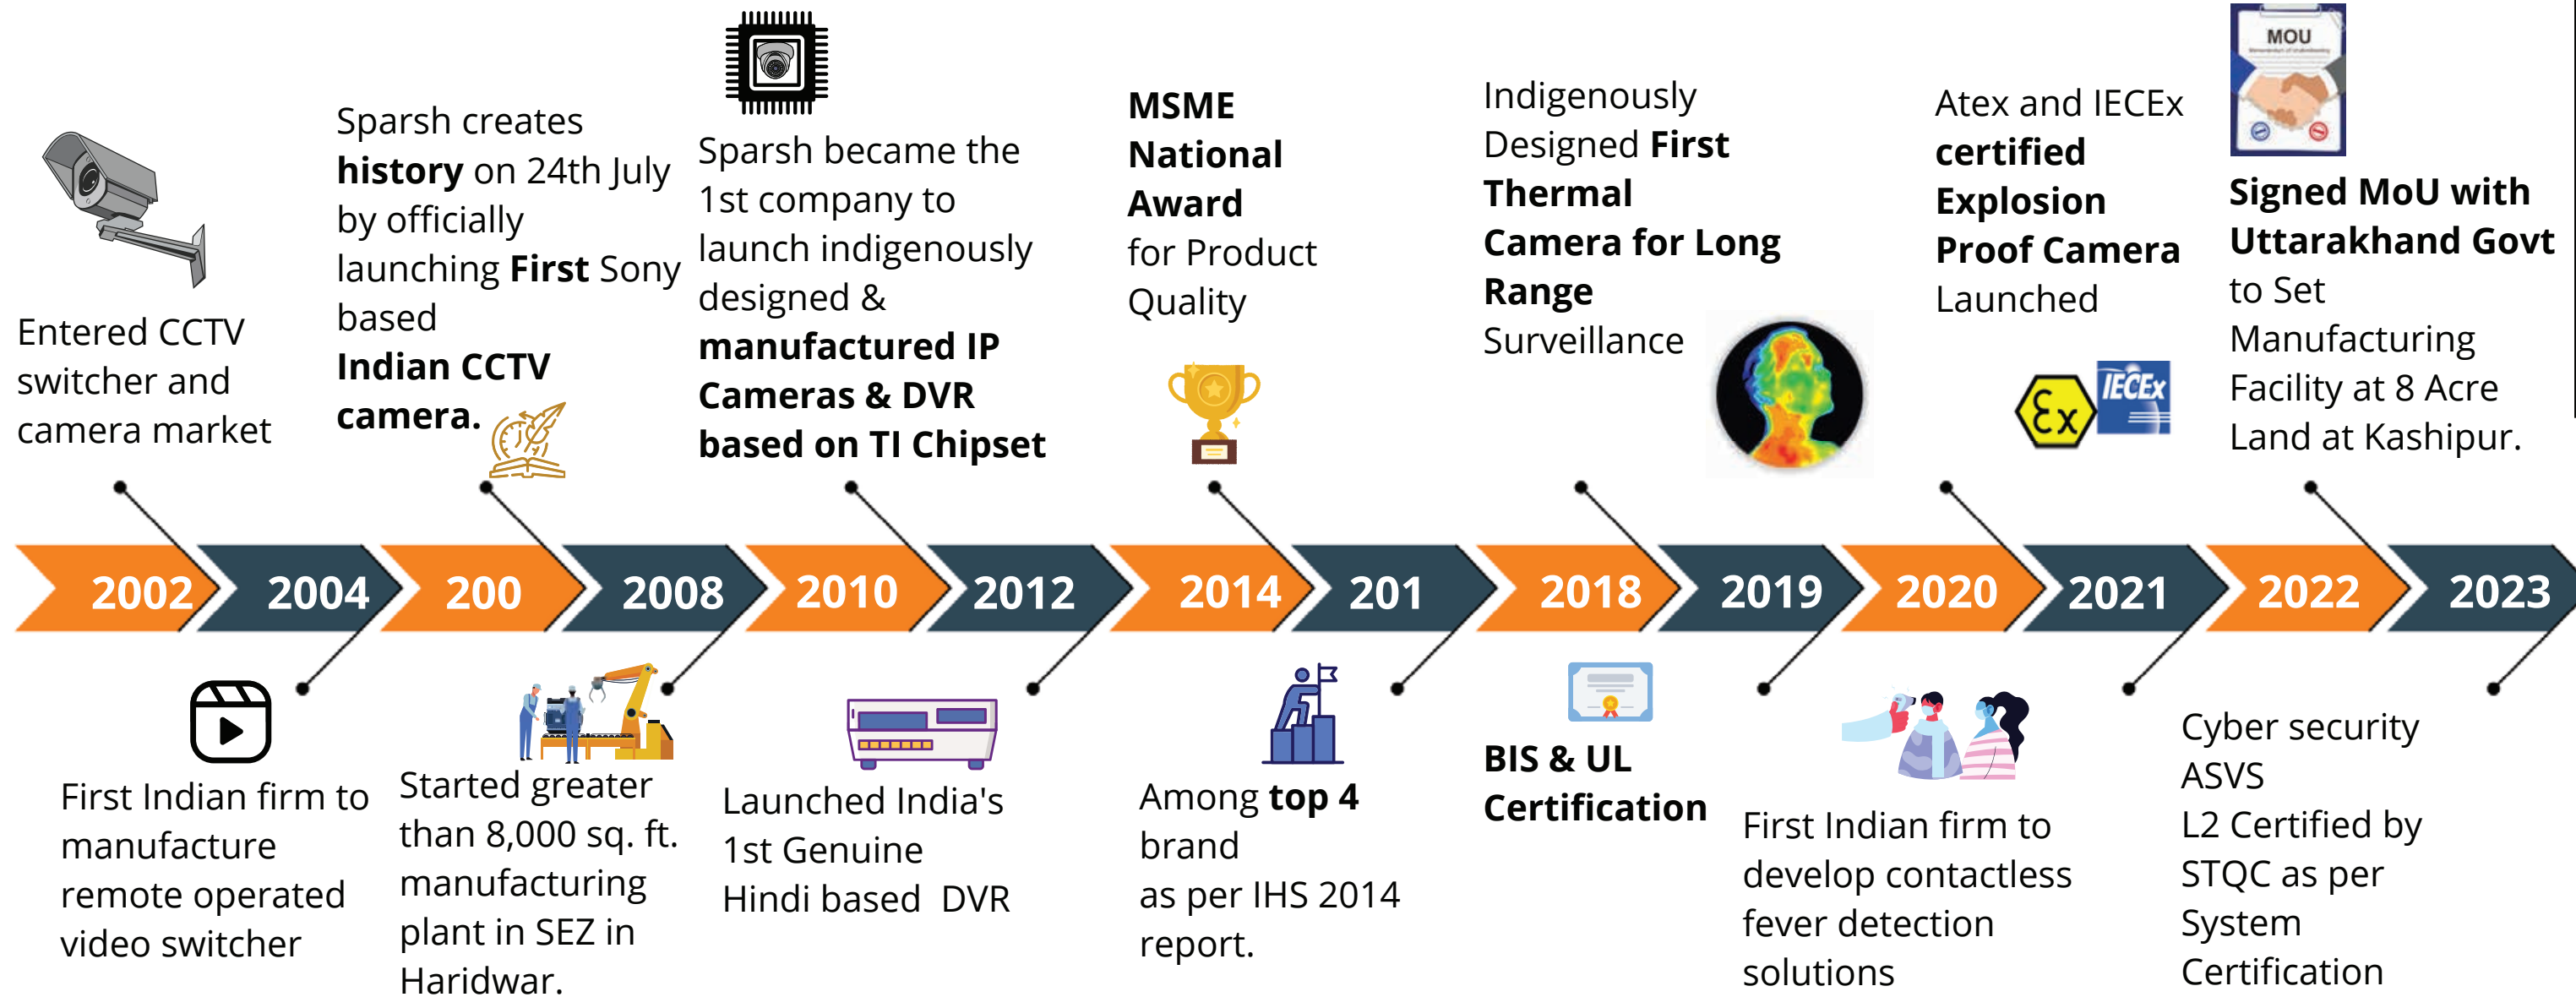 MOU
Entered CCTV
switcher and
camera market
Sparsh creates
history on 24th July
by officially
launching First Sony
based
Indian CCTV
camera.
Sparsh became the
1st company to
launch indigenously
designed &
manufactured IP
Cameras & DVR
based on TI Chipset
MSME
National
Award
for Product
Quality
Indigenously
Designed First
Thermal
Camera for Long
Range
Surveillance
Atex and IECEx
certified
Explosion
Proof Camera
Launched
Ex
IECEx
Signed MoU with
Uttarakhand Govt
to Set
Manufacturing
Facility at 8 Acre
Land at Kashipur.
2002
2004
200
2008
2010
2012
2014
201
2018
2019
2020
2021
2022
2023
First Indian firm to
manufacture
remote operated
video switcher
Started greater
than 8,000 sq. ft.
manufacturing
plant in SEZ in
Haridwar.
Launched India's
1st Genuine
Hindi based DVR
Among top 4
brand
as per IHS 2014
report.
BIS & UL
Certification
First Indian firm to
develop contactless
fever detection
solutions
Cyber security
ASVS
L2 Certified by
STQC as per
System
Certification